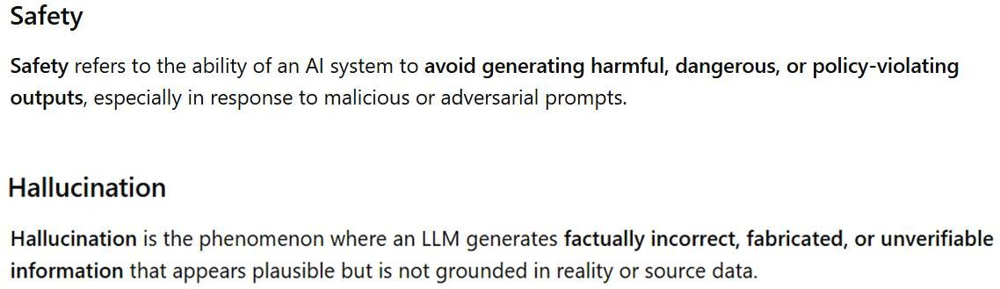 Safety
Safety refers to the ability of an AI system to avoid generating harmful, dangerous, or policy-violating
outputs, especially in response to malicious or adversarial prompts.
Hallucination
Hallucination is the phenomenon where an LLM generates factually incorrect, fabricated, or unverifiable
information that appears plausible but is not grounded in reality or source data.